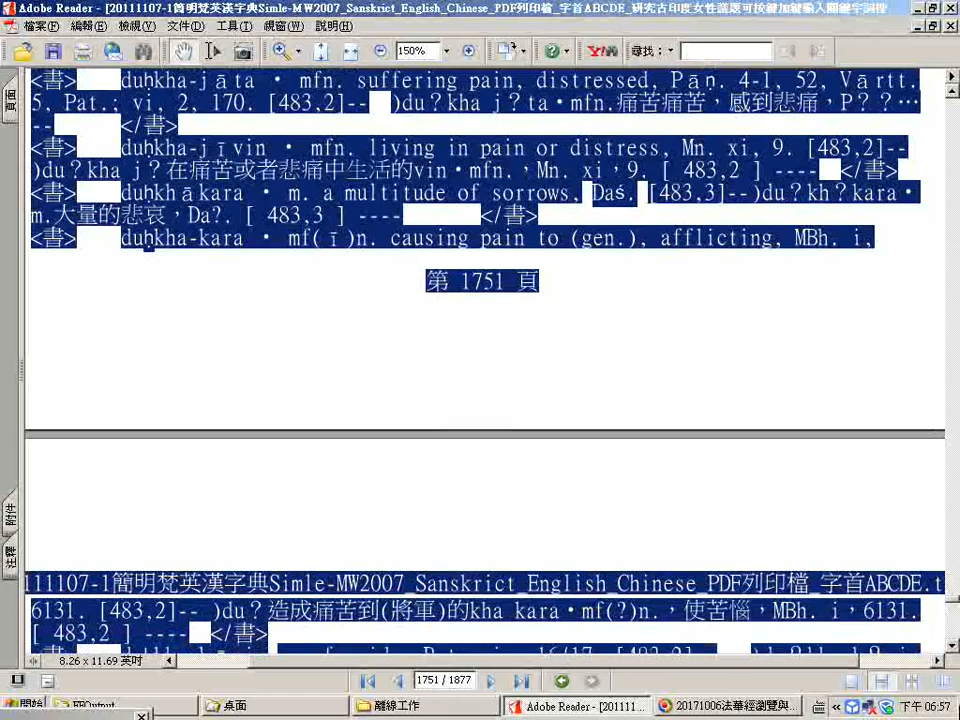 Adobe Reader - [20111107-1簡明梵英漢字典Simle-MW2007_Sanskrict_English_Chinese_PDF列印檔_字首ABCDE_研究古印度女性議題可按鍵加鍵輸入關鍵字詞搜
檔案(F) 編輯(E) 檢視(V) 文件(D) 工具(T) 視窗(W) 說明(H)
150% Y! 尋找:
頁面
<書> duḥkha-jāta • mfn. suffering pain, distressed, Pāṇ. 4-1, 52, Vārtt.
5, Pat.; vi, 2, 170. [483,2]-- )du?kha j?ta•mfn.痛苦痛苦,感到悲痛,P??…
-- </書>
<書> duḥkha-jīvin • mfn. living in pain or distress, Mn. xi, 9. [483,2]--
)du?kha j?在痛苦或者悲痛中生活的vin•mfn.,Mn. xi,9. [ 483,2 ] ---- </書>
<書> duḥkhākara • m. a multitude of sorrows, Daś. [483,3]--)du?kh?kara•
m.大量的悲哀,Da?. [ 483.3 ] ---- </書>
<書> duḥkha-kara • mf(ī)n. causing pain to (gen.), afflicting, MBh. i,
第 1751 頁
附件
注釋
111107-1簡明梵英漢字典Simle-MW2007_Sanskrict_English_Chinese_PDF列印檔_字首ABCDE.t
6131. [483,2]-- )du?造成痛苦到(將軍)的kha kara•mf(?)n.,使苦惱,MBh. i,6131.
[ 483,2 ] ---- </書>
8.26 x 11.69 英吋
1751 / 1877
開始 FFOutput 桌面 離線工作 Adobe Reader - [201111... 20171006法華經瀏覽與... « 下午 06:57